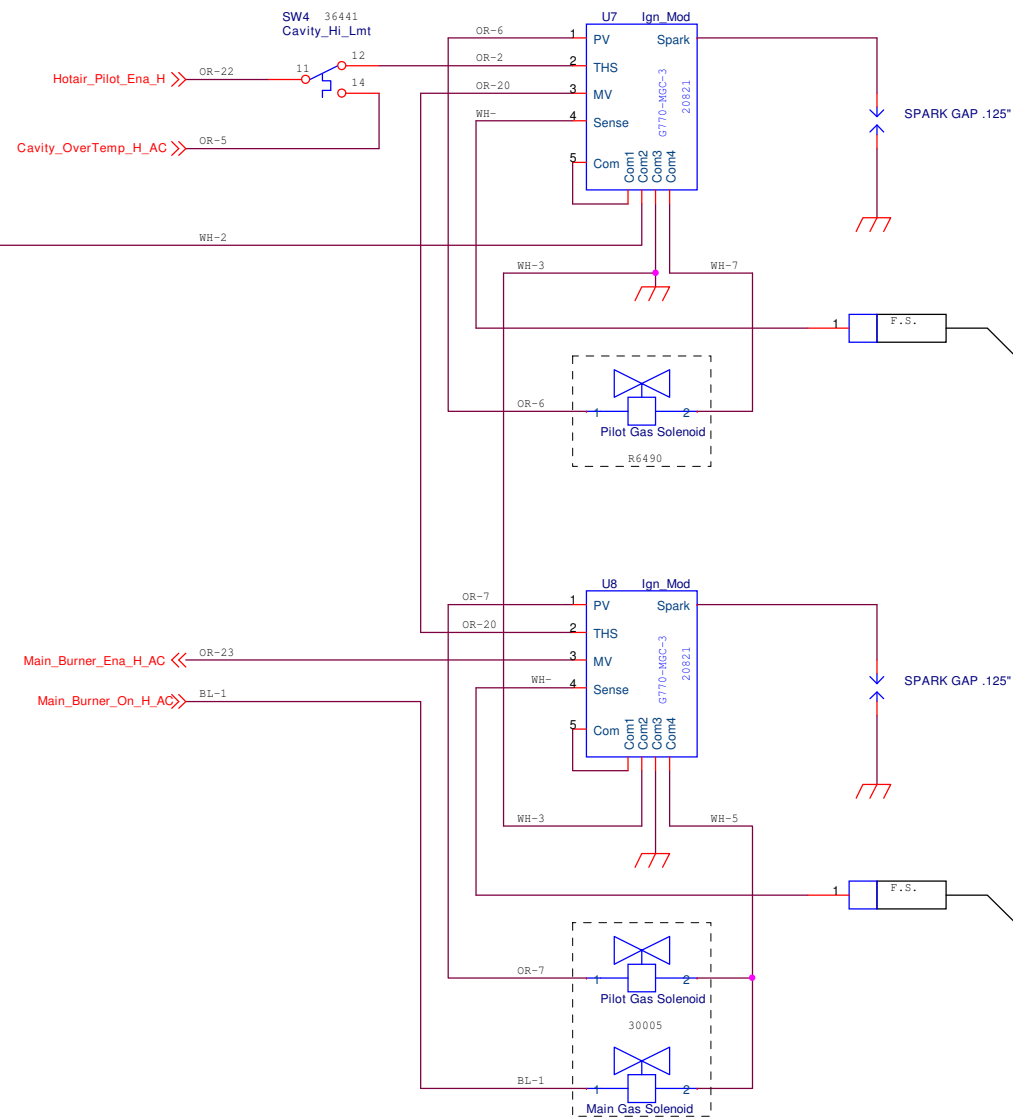 SW4 36441
Cavity_Hi_Lmt
11
12
14
Hotair_Pilot_Ena_H
OR-22
Cavity_OverTemp_H_AC
OR-5
OR-6
OR-2
OR-20
WH-
U7 Ign_Mod
1 PV
2 THS
3 MV
4 Sense
5 Com
Spark
G770-MGC-3
20821
Com1
Com2
Com3
Com4
SPARK GAP .125"
WH-2
WH-3
WH-7
1
F.S.
OR-6
1
2
Pilot Gas Solenoid
R6490
U8 Ign_Mod
OR-7
OR-20
Main_Burner_Ena_H_AC
OR-23
Main_Burner_On_H_AC
BL-1
WH-
1 PV
2 THS
3 MV
4 Sense
5 Com
Spark
G770-MGC-3
20821
Com1
Com2
Com3
Com4
SPARK GAP .125"
WH-3
WH-5
1
F.S.
OR-7
1
2
Pilot Gas Solenoid
30005
BL-1
1
2
Main Gas Solenoid